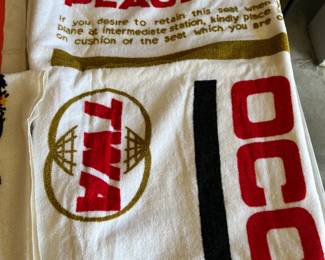 If you desire to retain this seat when
plane at intermediate station, kindly place
on cushion of the seat which you are
TWA
OCC